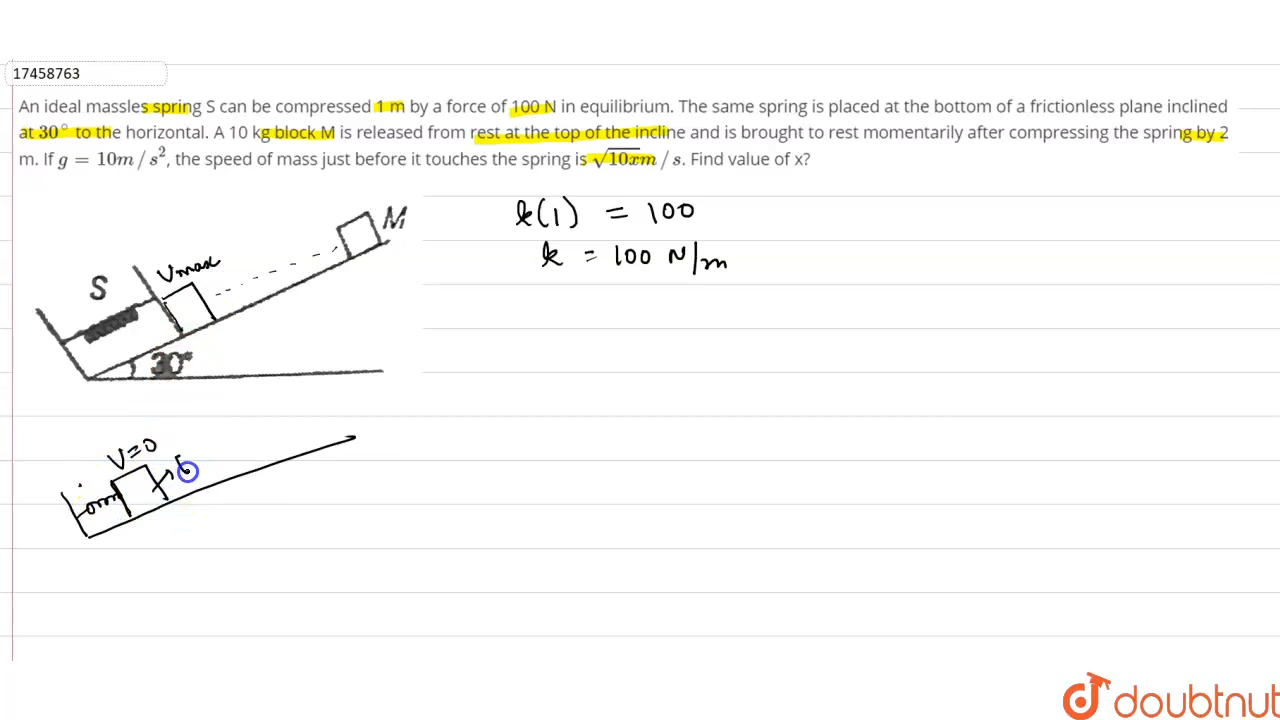 17458763
An ideal massles spring S can be compressed 1 m by a force of 100 N in equilibrium. The same spring is placed at the bottom of a frictionless plane inclined
at 30° to the horizontal. A 10 kg block M is released from rest at the top of the incline and is brought to rest momentarily after compressing the spring by 2
m. If g = 10m/s², the speed of mass just before it touches the spring is √10x m/s. Find value of x?
k(1) = 100
k = 100 N/m
M
Vmax
S
30°
V=0
doubtnut